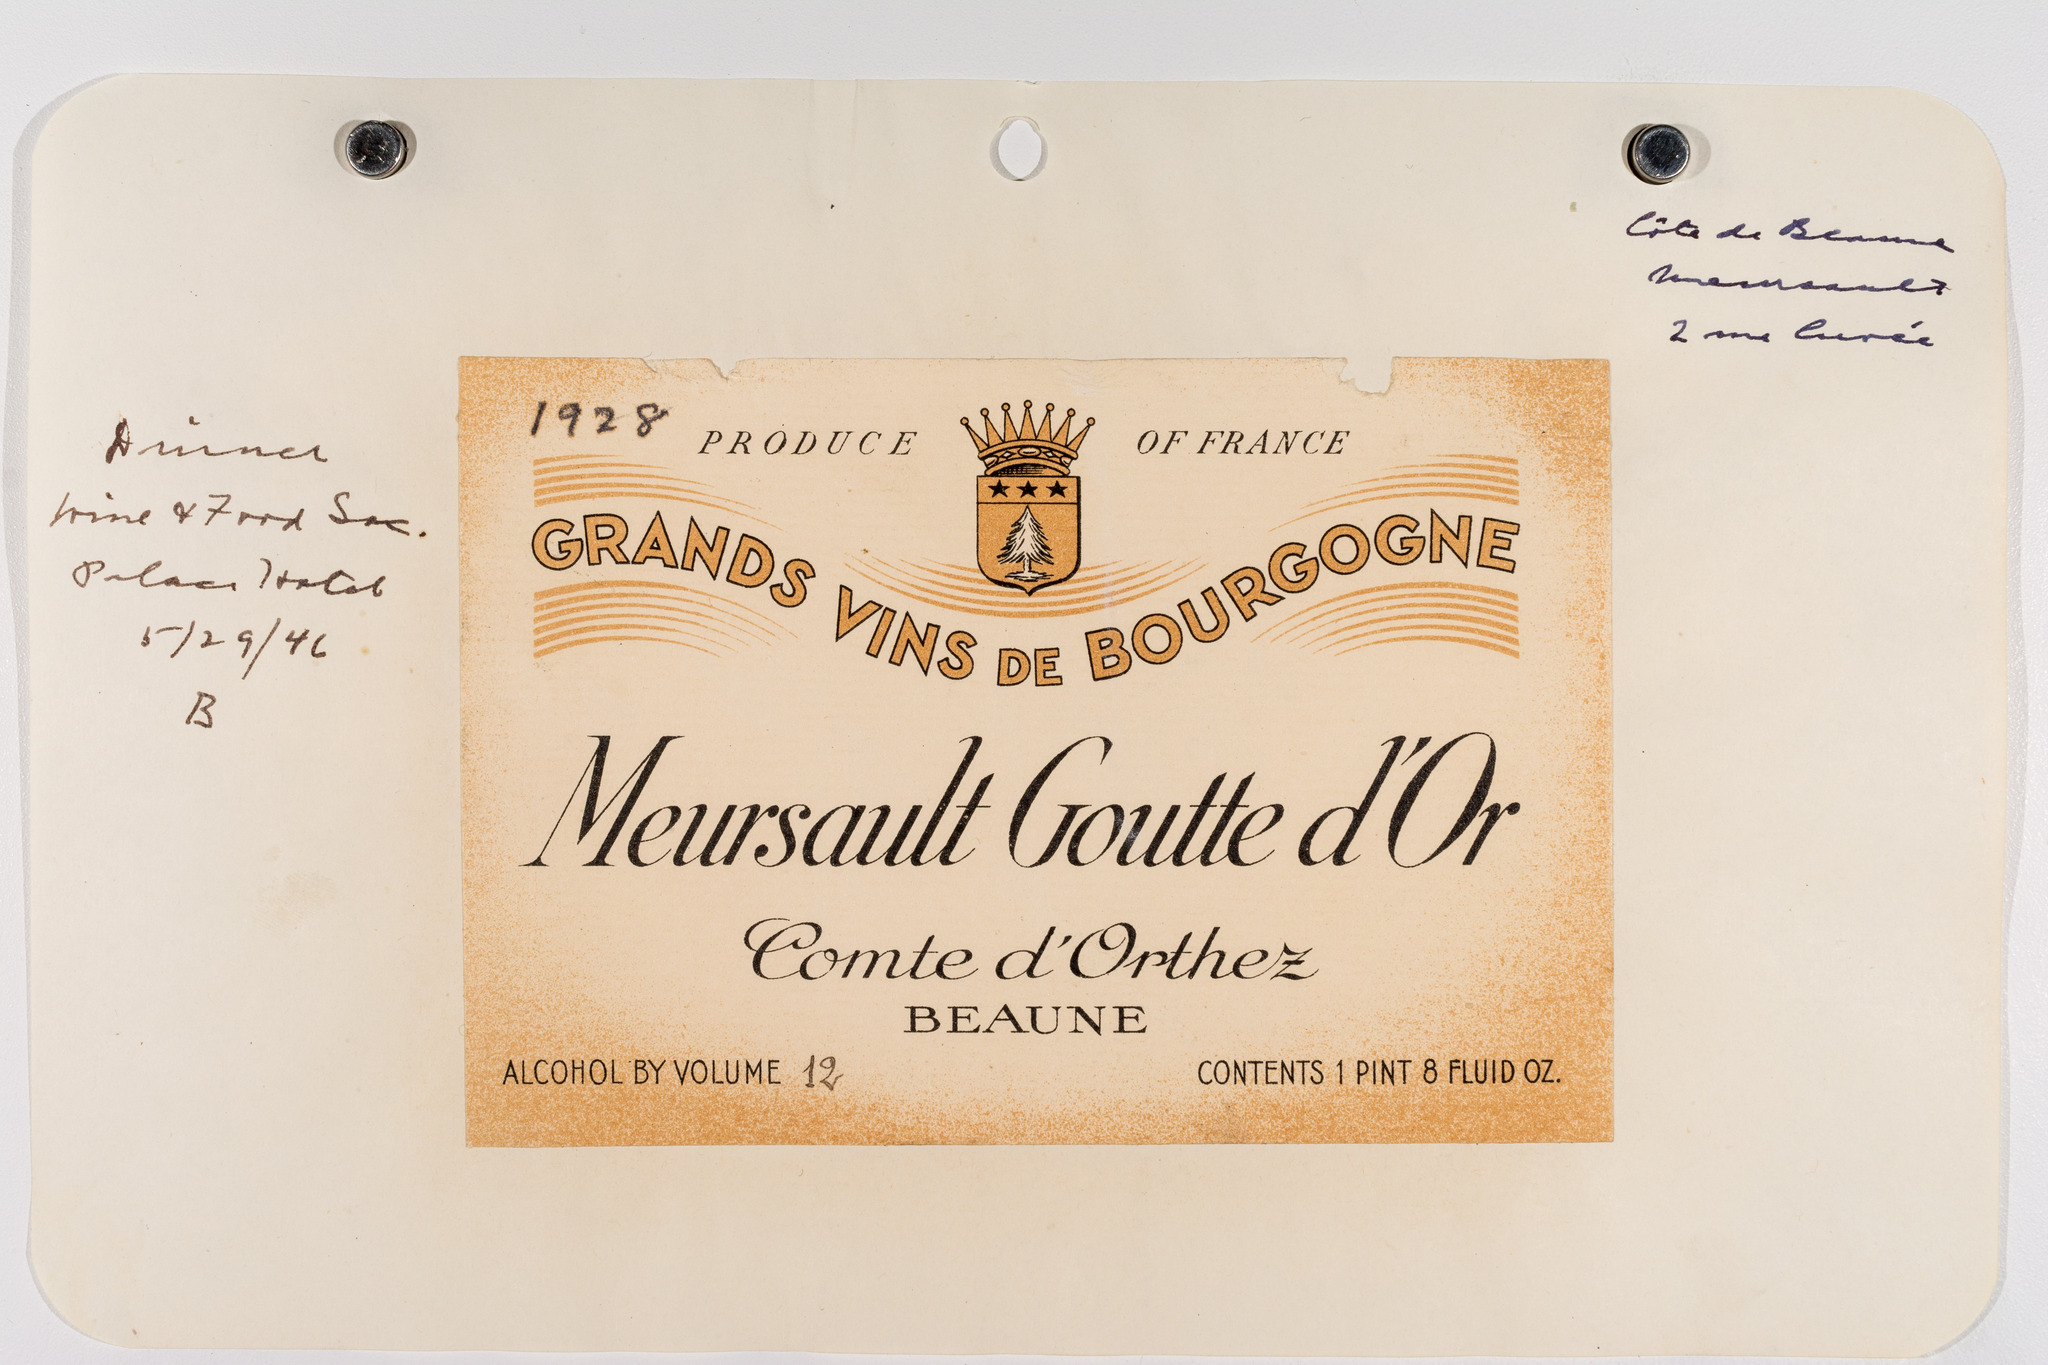 Côte de Beaune
Meursault
2 me Cuvée
Dinner
Wine & Food Soc.
Palace Hotel
5/29/46
B
1928
PRODUCE OF FRANCE
GRANDS VINS DE BOURGOGNE
Meursault Goutte d'Or
Comte d'Orthez
BEAUNE
ALCOHOL BY VOLUME 12
CONTENTS 1 PINT 8 FLUID OZ.